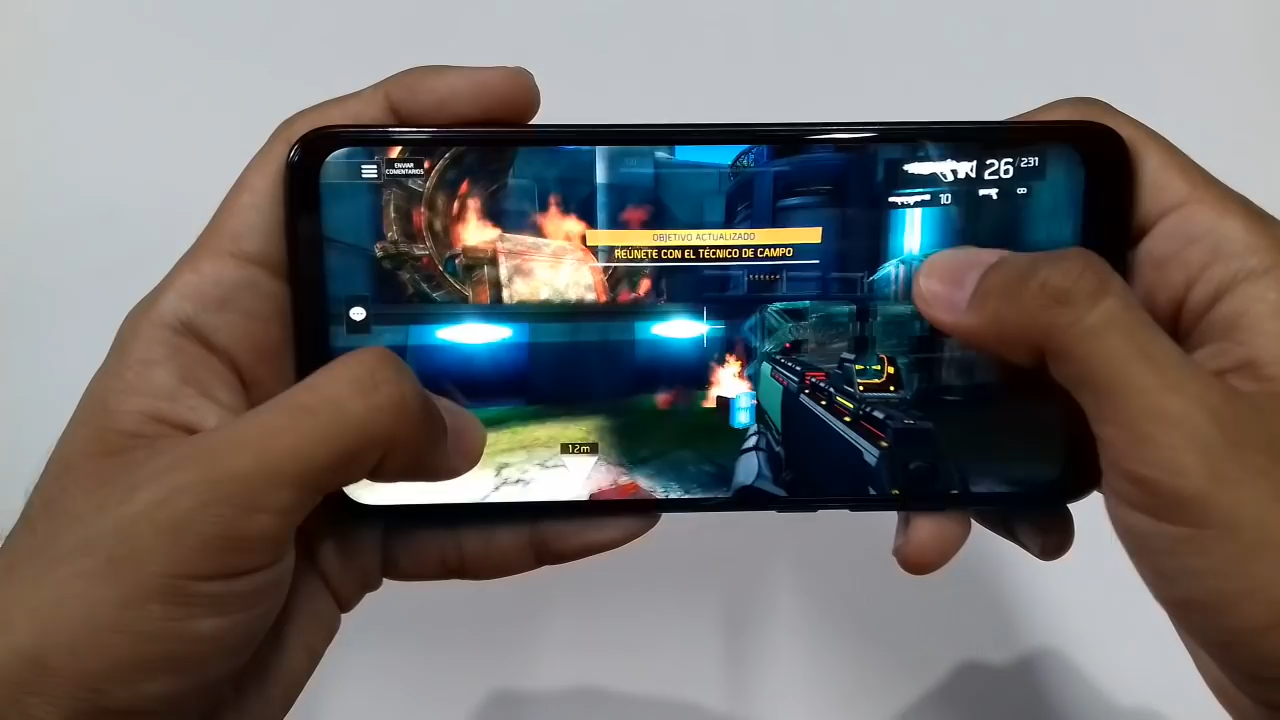 ENVIAR
COMENTARIOS
26/231
10 ∞
OBJETIVO ACTUALIZADO
REÚNETE CON EL TÉCNICO DE CAMPO
12m